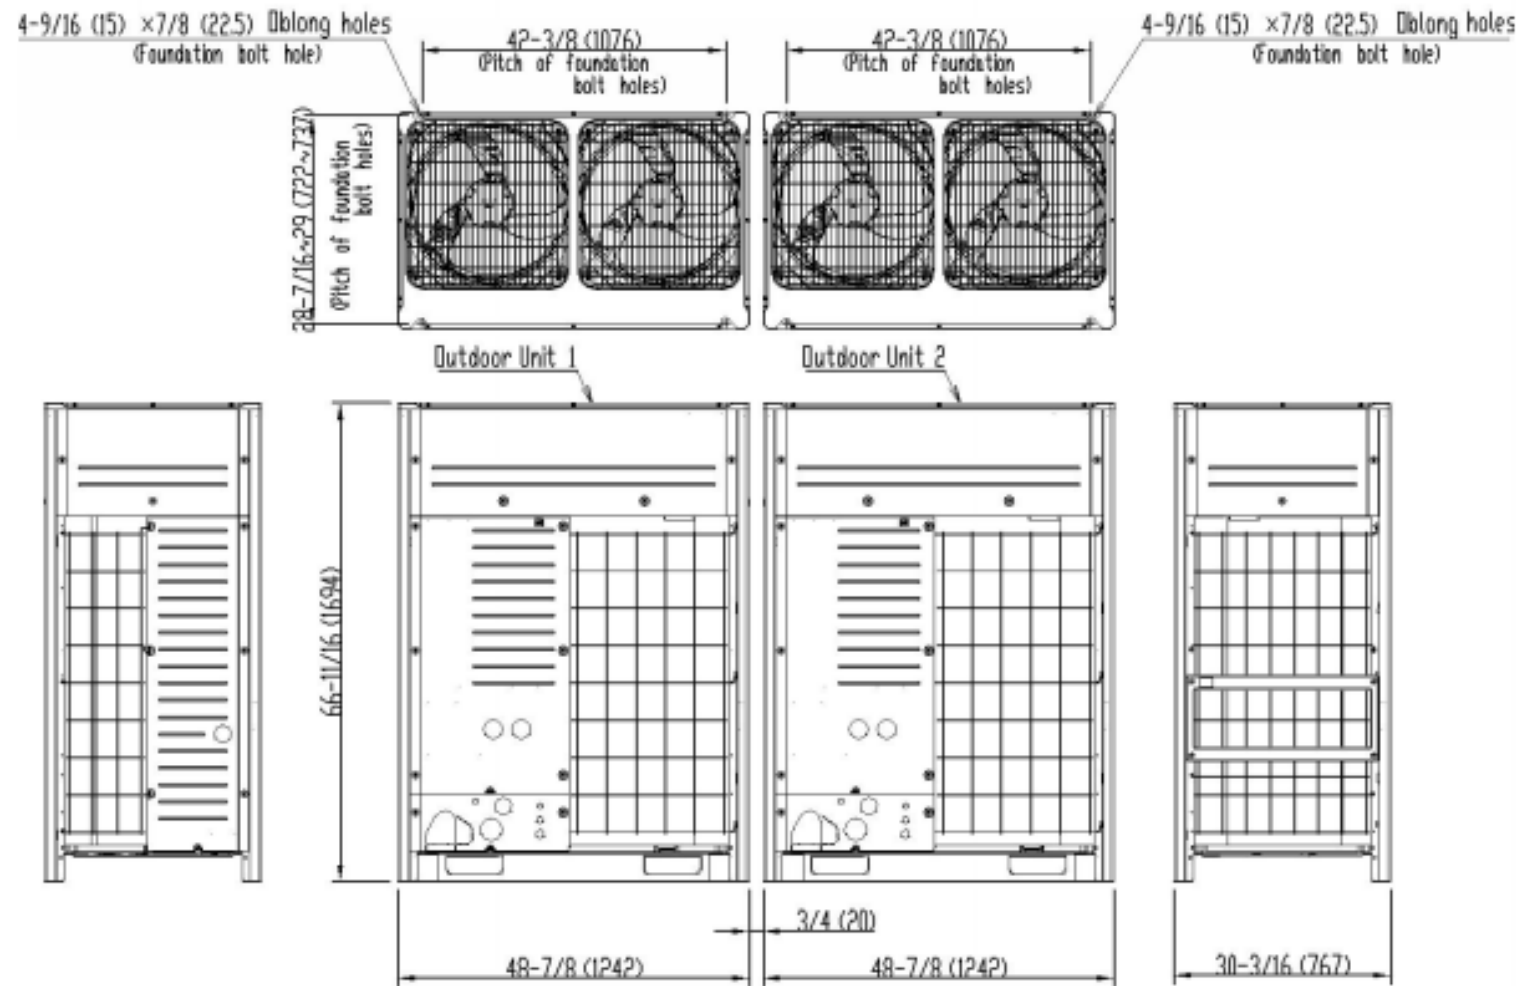 4-9/16 (15) ×7/8 (22.5) Oblong holes
(Foundation bolt hole)
42-3/8 (1076)
(Pitch of foundation
bolt holes)
42-3/8 (1076)
(Pitch of foundation
bolt holes)
4-9/16 (15) ×7/8 (22.5) Oblong holes
(Foundation bolt hole)
28-7/16~29 (722~737)
(Pitch of foundation
bolt holes)
Outdoor Unit 1
Outdoor Unit 2
66-11/16 (1694)
3/4 (20)
48-7/8 (1242)
48-7/8 (1242)
30-3/16 (767)